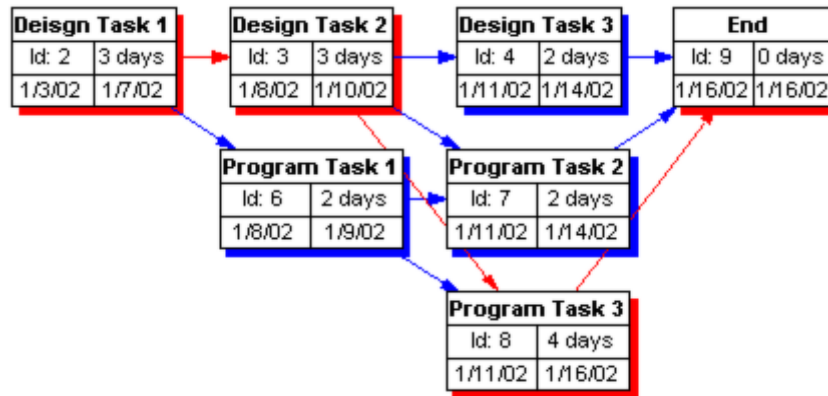 Deisgn Task 1
Id: 2 3 days
1/3/02 1/7/02
Design Task 2
Id: 3 3 days
1/8/02 1/10/02
Design Task 3
Id: 4 2 days
1/11/02 1/14/02
End
Id: 9 0 days
1/16/02 1/16/02
Program Task 1
Id: 6 2 days
1/8/02 1/9/02
Program Task 2
Id: 7 2 days
1/11/02 1/14/02
Program Task 3
Id: 8 4 days
1/11/02 1/16/02